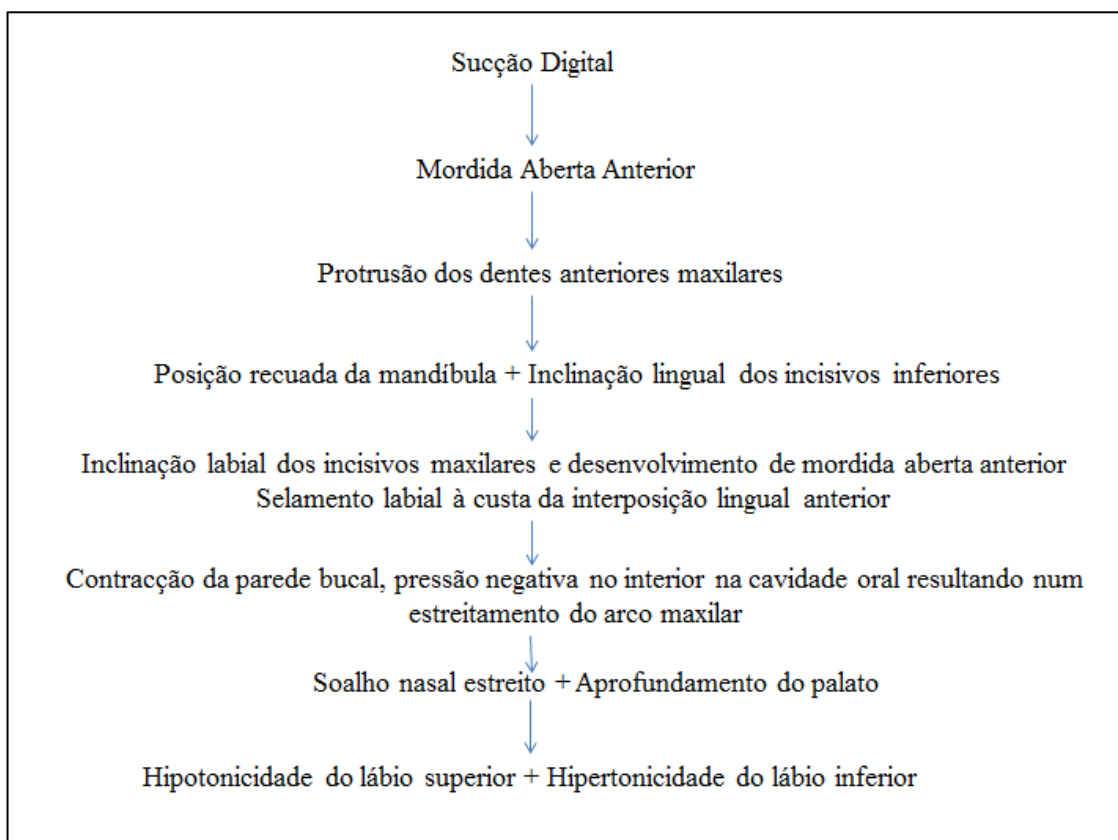 Sucção Digital
Mordida Aberta Anterior
Protrusão dos dentes anteriores maxilares
Posição recuada da mandíbula + Inclinação lingual dos incisivos inferiores
Inclinação labial dos incisivos maxilares e desenvolvimento de mordida aberta anterior
Selamento labial à custa da interposição lingual anterior
Contracção da parede bucal, pressão negativa no interior na cavidade oral resultando num
estreitamento do arco maxilar
Soalho nasal estreito + Aprofundamento do palato
Hipotonicidade do lábio superior + Hipertonicidade do lábio inferior